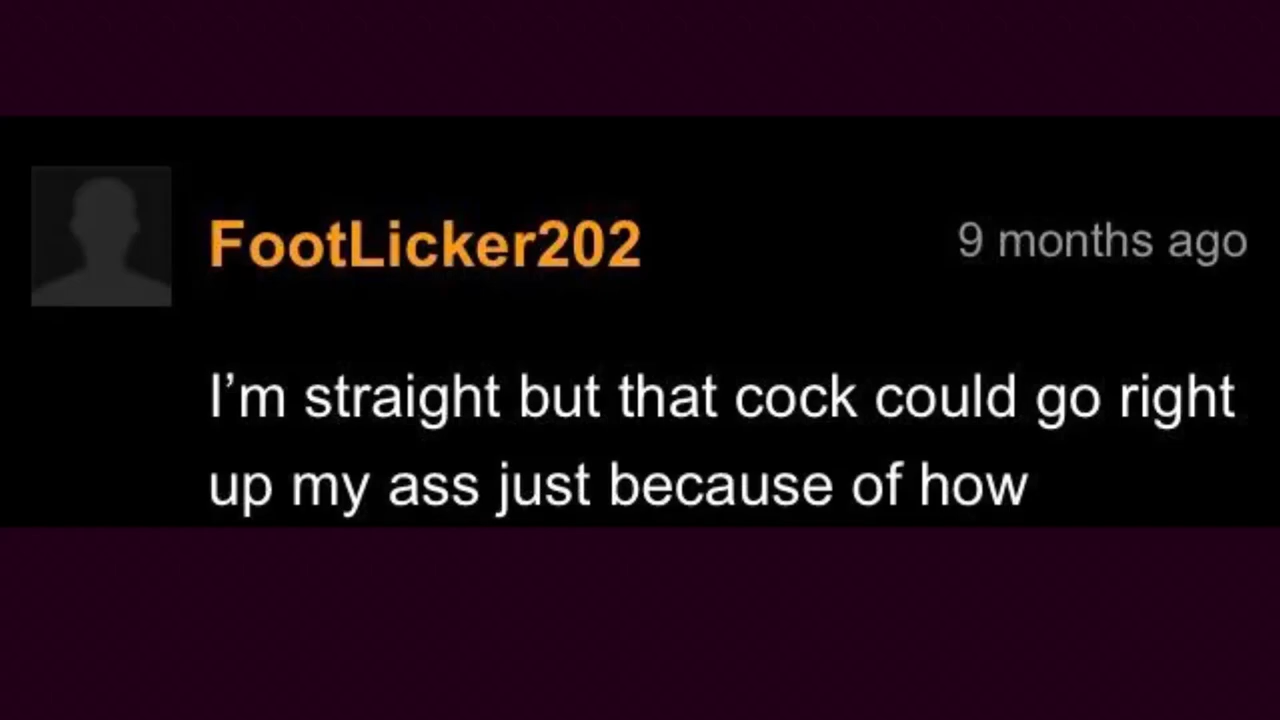 FootLicker202
9 months ago
I’m straight but that cock could go right
up my ass just because of how